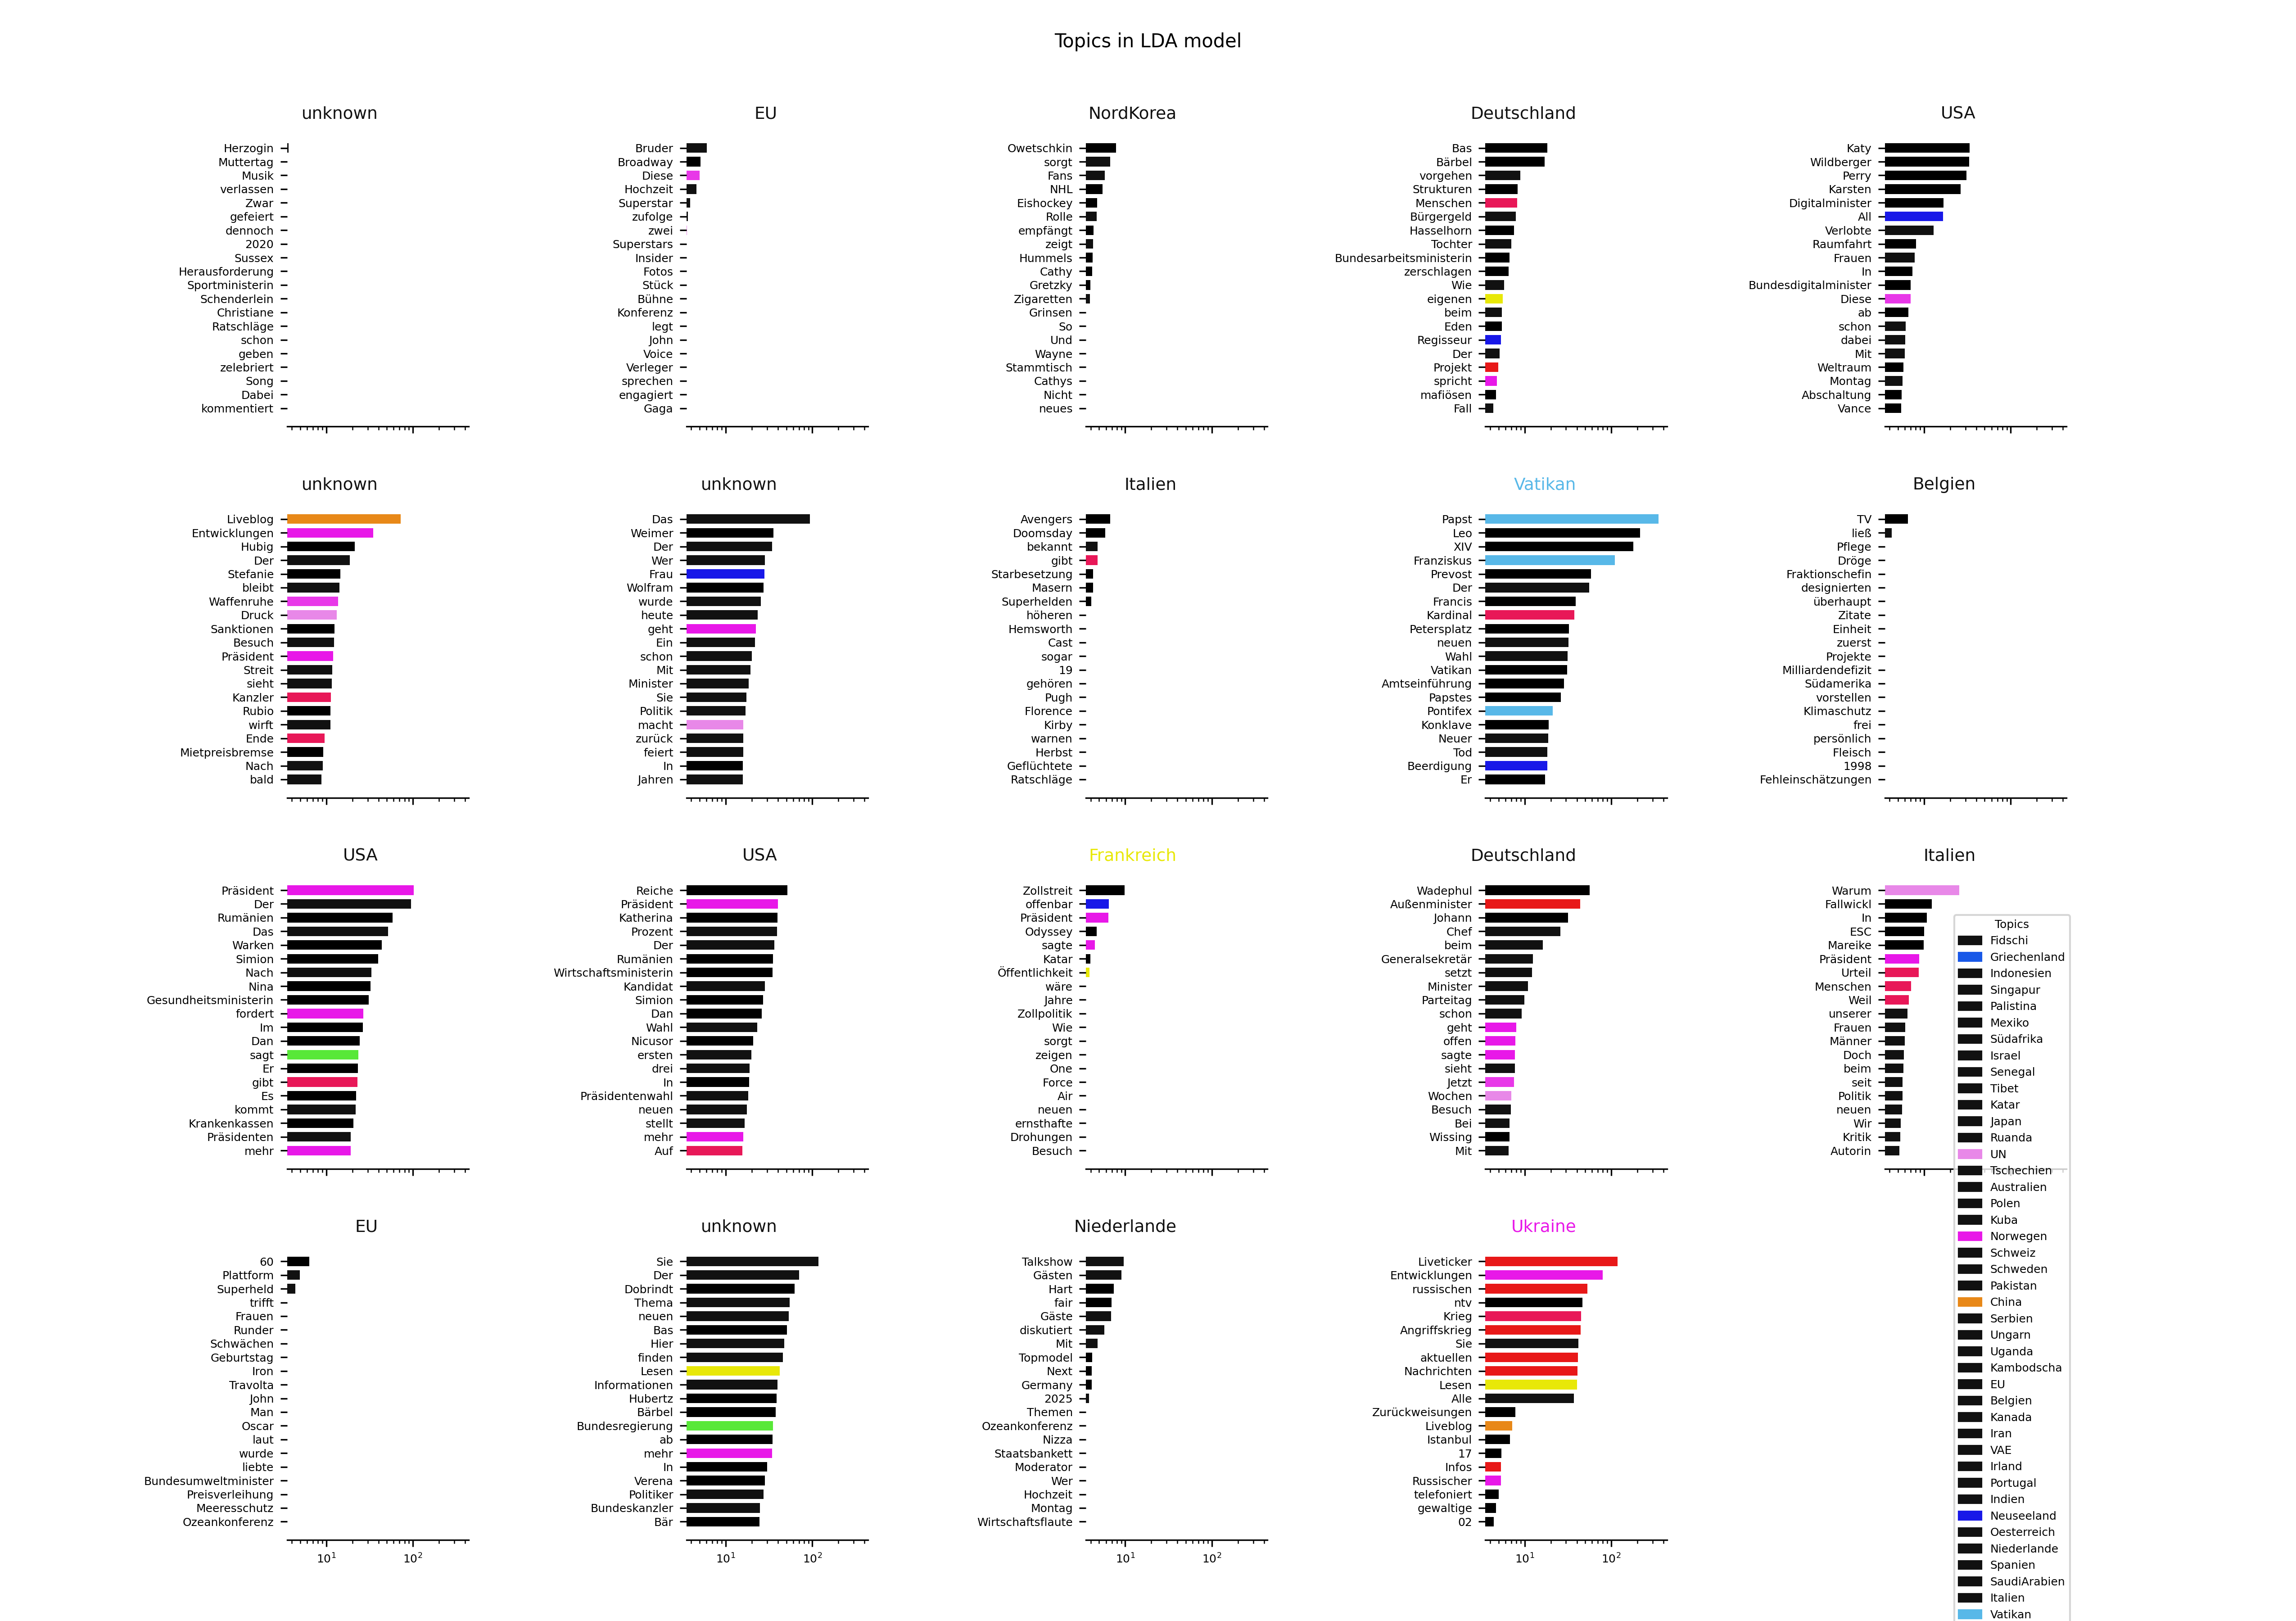 Topics in LDA model
unknown
Herzogin
Muttertag
Musik
verlassen
Zwar
gefeiert
dennoch
2020
Sussex
Herausforderung
Sportministerin
Schenderlein
Christiane
Ratschläge
schon
geben
zelebriert
Song
Dabei
kommentiert
EU
Bruder
Broadway
Diese
Hochzeit
Superstar
zufolge
zwei
Superstars
Insider
Fotos
Stück
Bühne
Konferenz
legt
John
Voice
Verleger
sprechen
engagiert
Gaga
NordKorea
Owetschkin
sorgt
Fans
NHL
Eishockey
Rolle
empfängt
zeigt
Hummels
Cathy
Gretzky
Zigaretten
Grinsen
So
Und
Wayne
Stammtisch
Cathys
Nicht
neues
Deutschland
Bas
Bärbel
vorgehen
Strukturen
Menschen
Bürgergeld
Hasselhorn
Tochter
Bundesarbeitsministerin
zerschlagen
Wie
eigenen
beim
Eden
Regisseur
Der
Projekt
spricht
mafiösen
Fall
USA
Katy
Wildberger
Perry
Karsten
Digitalminister
All
Verlobte
Raumfahrt
Frauen
In
Bundesdigitalminister
Diese
ab
schon
dabei
Mit
Weltraum
Montag
Abschaltung
Vance
unknown
Liveblog
Entwicklungen
Hubig
Der
Stefanie
bleibt
Waffenruhe
Druck
Sanktionen
Besuch
Präsident
Streit
sieht
Kanzler
Rubio
wirft
Ende
Mietpreisbremse
Nach
bald
unknown
Das
Weimer
Der
Wer
Frau
Wolfram
wurde
heute
geht
Ein
schon
Mit
Minister
Sie
Politik
macht
zurück
feiert
In
Jahren
Italien
Avengers
Doomsday
bekannt
gibt
Starbesetzung
Masern
Superhelden
höheren
Hemsworth
Cast
sogar
19
gehören
Pugh
Florence
Kirby
warnen
Herbst
Geflüchtete
Ratschläge
Vatikan
Papst
Leo
XIV
Franziskus
Prevost
Der
Francis
Kardinal
Petersplatz
neuen
Wahl
Vatikan
Amtseinführung
Papstes
Pontifex
Konklave
Neuer
Tod
Beerdigung
Er
Belgien
TV
ließ
Pflege
Dröge
Fraktionschefin
designierten
überhaupt
Zitate
Einheit
zuerst
Projekte
Milliardendefizit
Südamerika
vorstellen
Klimaschutz
frei
persönlich
Fleisch
1998
Fehleinschätzungen
USA
Präsident
Der
Rumänien
Das
Warken
Simion
Nach
Nina
Gesundheitsministerin
fordert
Im
Dan
sagt
Er
gibt
Es
kommt
Krankenkassen
Präsidenten
mehr
USA
Reiche
Präsident
Katherina
Prozent
Der
Rumänien
Wirtschaftsministerin
Kandidat
Simion
Dan
Wahl
Nicusor
ersten
drei
In
Präsidentenwahl
neuen
stellt
mehr
Auf
Frankreich
Zollstreit
offenbar
Präsident
Odyssey
sagte
Katar
Öffentlichkeit
wäre
Jahre
Zollpolitik
Wie
sorgt
zeigen
One
Force
Air
neuen
ernsthafte
Drohungen
Besuch
Deutschland
Wadephul
Außenminister
Johann
Chef
beim
Generalsekretär
setzt
Minister
Parteitag
schon
geht
offen
sagte
sieht
Jetzt
Wochen
Besuch
Bei
Wissing
Mit
Italien
Warum
Fallwickl
In
ESC
Mareike
Präsident
Urteil
Menschen
Weil
unserer
Frauen
Männer
Doch
beim
seit
Politik
neuen
Wir
Kritik
Autorin
EU
60
Plattform
Superheld
trifft
Frauen
Runder
Schwächen
Geburtstag
Iron
Travolta
John
Man
Oscar
laut
wurde
liebte
Bundesumweltminister
Preisverleihung
Meeresschutz
Ozeankonferenz
10¹ 10²
unknown
Sie
Der
Dobrindt
Thema
neuen
Bas
Hier
finden
Lesen
Informationen
Hubertz
Bärbel
Bundesregierung
ab
mehr
In
Verena
Politiker
Bundeskanzler
Bär
10¹ 10²
Niederlande
Talkshow
Gästen
Hart
fair
Gäste
diskutiert
Mit
Topmodel
Next
Germany
2025
Themen
Ozeankonferenz
Nizza
Staatsbankett
Moderator
Wer
Hochzeit
Montag
Wirtschaftsflaute
10¹ 10²
Ukraine
Liveticker
Entwicklungen
russischen
ntv
Krieg
Angriffskrieg
Sie
aktuellen
Nachrichten
Lesen
Alle
Zurückweisungen
Liveblog
Istanbul
17
Infos
Russischer
telefoniert
gewaltige
02
10¹ 10²
Topics
Fidschi
Griechenland
Indonesien
Singapur
Palistina
Mexiko
Südafrika
Israel
Senegal
Tibet
Katar
Japan
Ruanda
UN
Tschechien
Australien
Polen
Kuba
Norwegen
Schweiz
Schweden
Pakistan
China
Serbien
Ungarn
Uganda
Kambodscha
EU
Belgien
Kanada
Iran
VAE
Irland
Portugal
Indien
Neuseeland
Oesterreich
Niederlande
Spanien
SaudiArabien
Italien
Vatikan